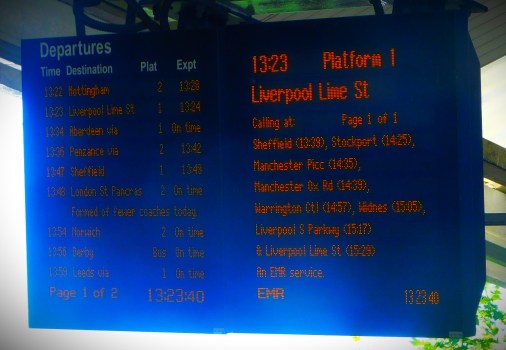 Departures
Time Destination Plat Expt
13:22 Nottingham 2 13:28
13:23 Liverpool Lime St 1 13:24
13:34 Aberdeen via 1 On time
13:36 Penzance via 2 13:42
13:47 Sheffield 1 13:49
13:48 London St Pancras 2 On time
Formed of fewer coaches today.
13:54 Norwich 2 On time
13:56 Derby Bus On time
13:59 Leeds via 1 On time
Page 1 of 2 13:23:40
13:23 Platform 1
Liverpool Lime St
Calling at: Page 1 of 1
Sheffield (13:39), Stockport (14:25),
Manchester Picc (14:35),
Manchester Ox Rd (14:39),
Warrington Ctl (14:57), Widnes (15:05),
Liverpool S Parkway (15:17)
& Liverpool Lime St (15:29)
An EMR service.
EMR 13:23:40